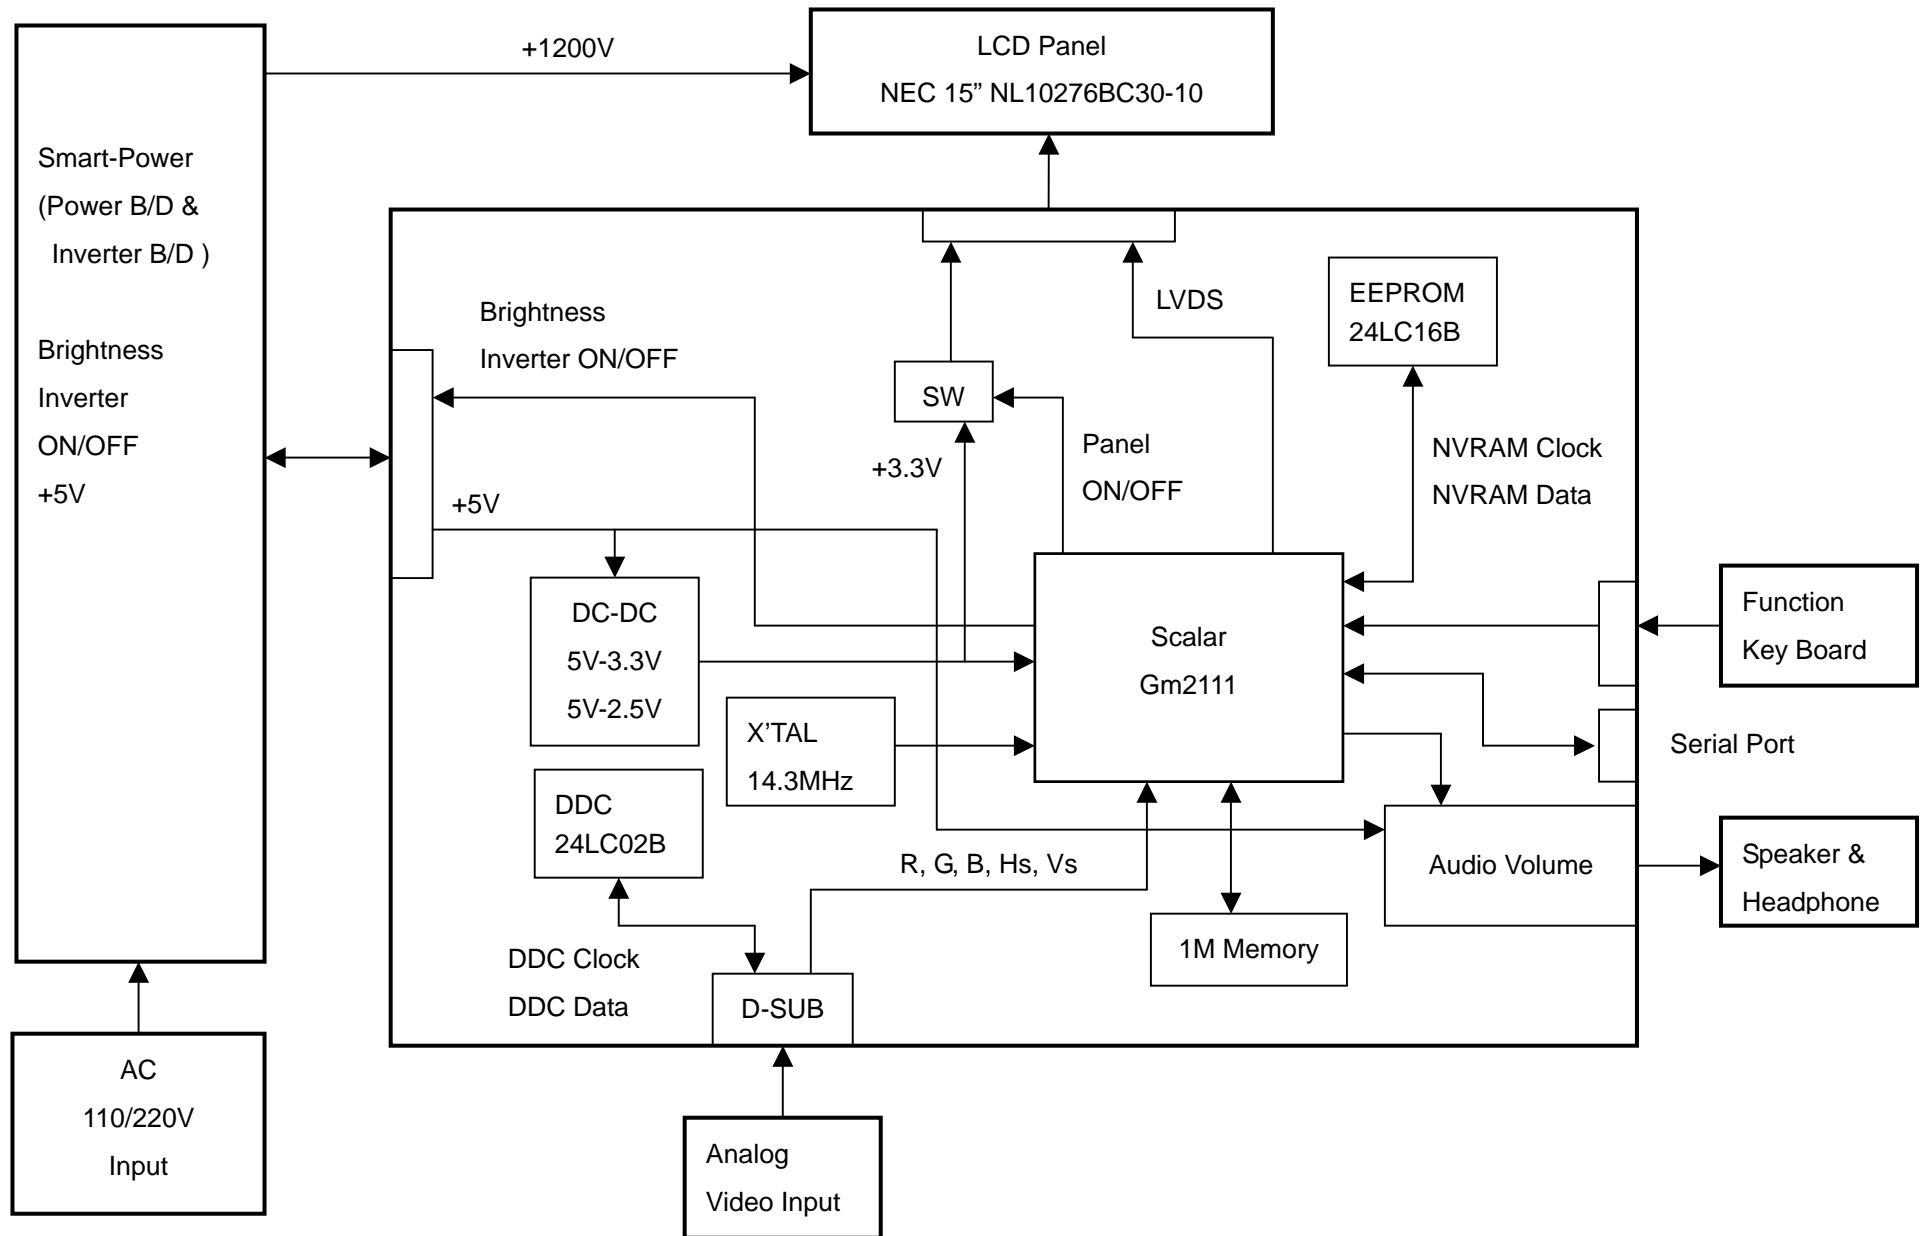 +1200V
LCD Panel
NEC 15” NL10276BC30-10
Smart-Power
(Power B/D &
Inverter B/D )
Brightness
Inverter
ON/OFF
+5V
Brightness
Inverter ON/OFF
LVDS
EEPROM
24LC16B
SW
+3.3V
Panel
ON/OFF
NVRAM Clock
NVRAM Data
+5V
DC-DC
5V-3.3V
5V-2.5V
Scalar
Gm2111
Function
Key Board
X’TAL
14.3MHz
Serial Port
DDC
24LC02B
R, G, B, Hs, Vs
Audio Volume
Speaker &
Headphone
1M Memory
DDC Clock
DDC Data
D-SUB
AC
110/220V
Input
Analog
Video Input